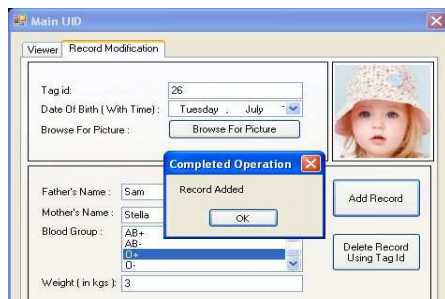 Main UID
Viewer Record Modification
Tag id: 26
Date Of Birth ( With Time) : Tuesday , July
Browse For Picture : Browse For Picture
Completed Operation
Record Added
OK
Father's Name : Sam
Mother's Name : Stella
Blood Group : AB+
AB-
O+
O-
Weight ( in kgs ): 3
Add Record
Delete Record
Using Tag Id